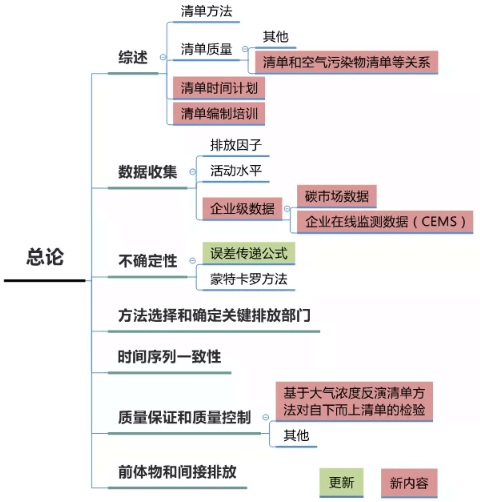 清单方法
综述
清单质量
其他
清单和空气污染物清单等关系
清单时间计划
清单编制培训
排放因子
数据收集
活动水平
企业级数据
碳市场数据
企业在线监测数据（CEMS）
总论
不确定性
误差传递公式
蒙特卡罗方法
方法选择和确定关键排放部门
时间序列一致性
质量保证和质量控制
基于大气浓度反演清单方
法对自下而上清单的检验
其他
前体物和间接排放
更新
新内容